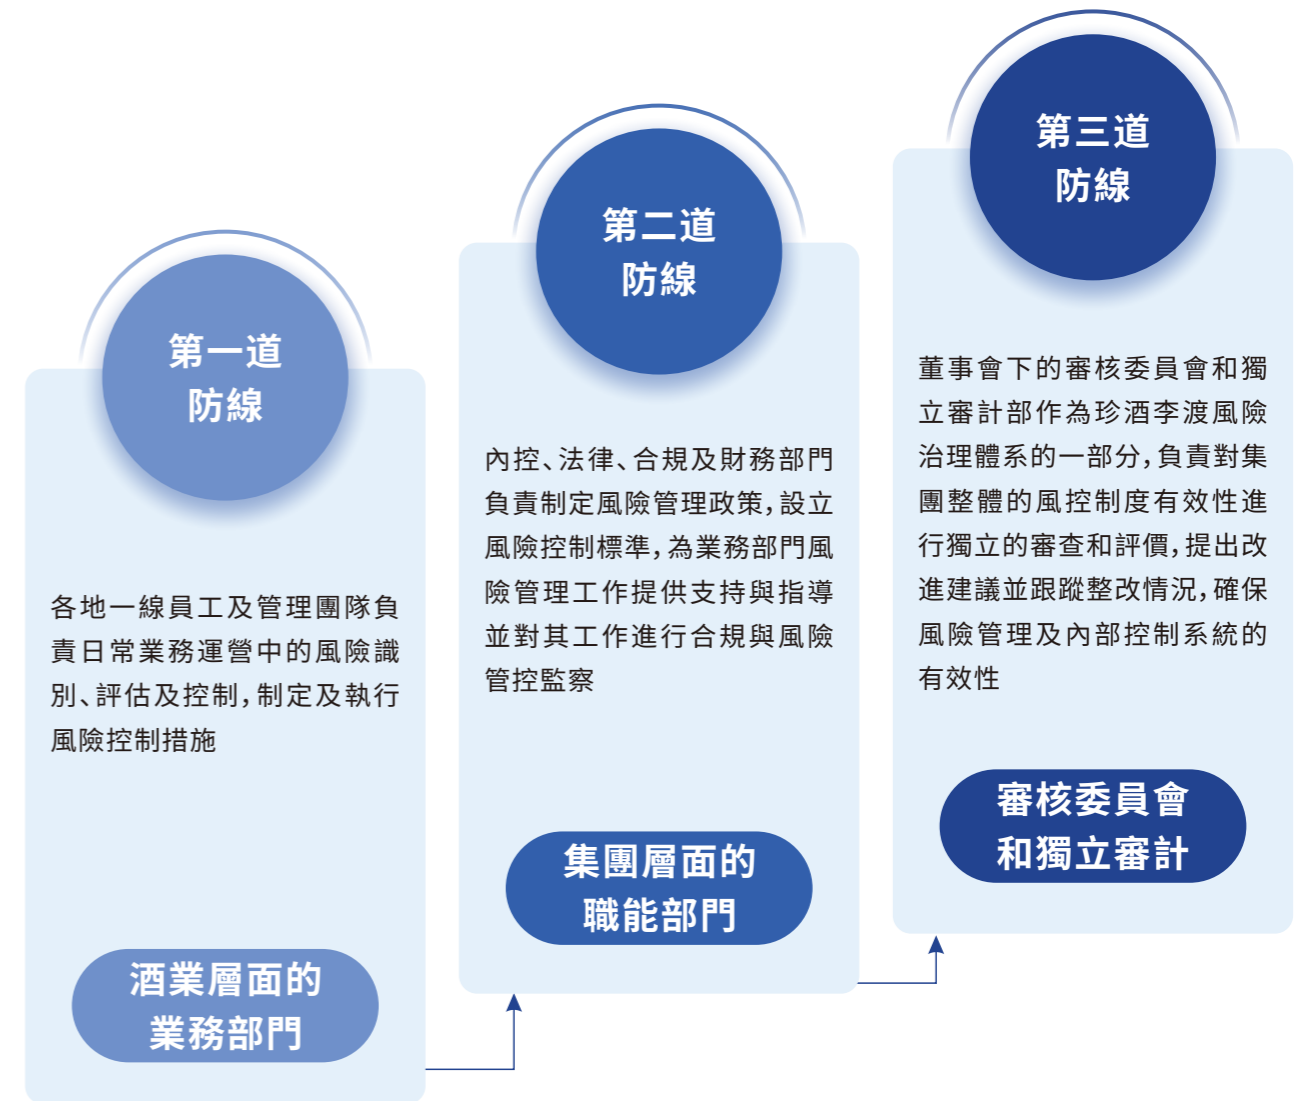 第一道
防線
各地一線員工及管理團隊負
責日常業務運營中的風險識
別、評估及控制，制定及執行
風險控制措施
酒業層面的
業務部門
第二道
防線
內控、法律、合規及財務部門
負責制定風險管理政策，設立
風險控制標準，為業務部門風
險管理工作提供支持與指導
並對其工作進行合規與風險
管控監察
集團層面的
職能部門
第三道
防線
董事會下的審核委員會和獨
立審計部作為珍酒李渡風險
治理體系的一部分，負責對集
團整體的風控制度有效性進
行獨立的審查和評價，提出改
進建議並跟蹤整改情況，確保
風險管理及內部控制系統的
有效性
審核委員會
和獨立審計